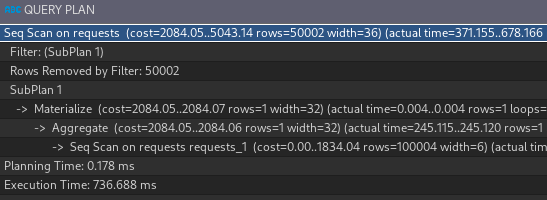 ABC QUERY PLAN
Seq Scan on requests (cost=2084.05..5043.14 rows=50002 width=36) (actual time=371.155..678.166
Filter: (SubPlan 1)
Rows Removed by Filter: 50002
SubPlan 1
-> Materialize (cost=2084.05..2084.07 rows=1 width=32) (actual time=0.004..0.004 rows=1 loops=
-> Aggregate (cost=2084.05..2084.06 rows=1 width=32) (actual time=245.115..245.120 rows=1
-> Seq Scan on requests requests_1 (cost=0.00..1834.04 rows=100004 width=6) (actual tim
Planning Time: 0.178 ms
Execution Time: 736.688 ms